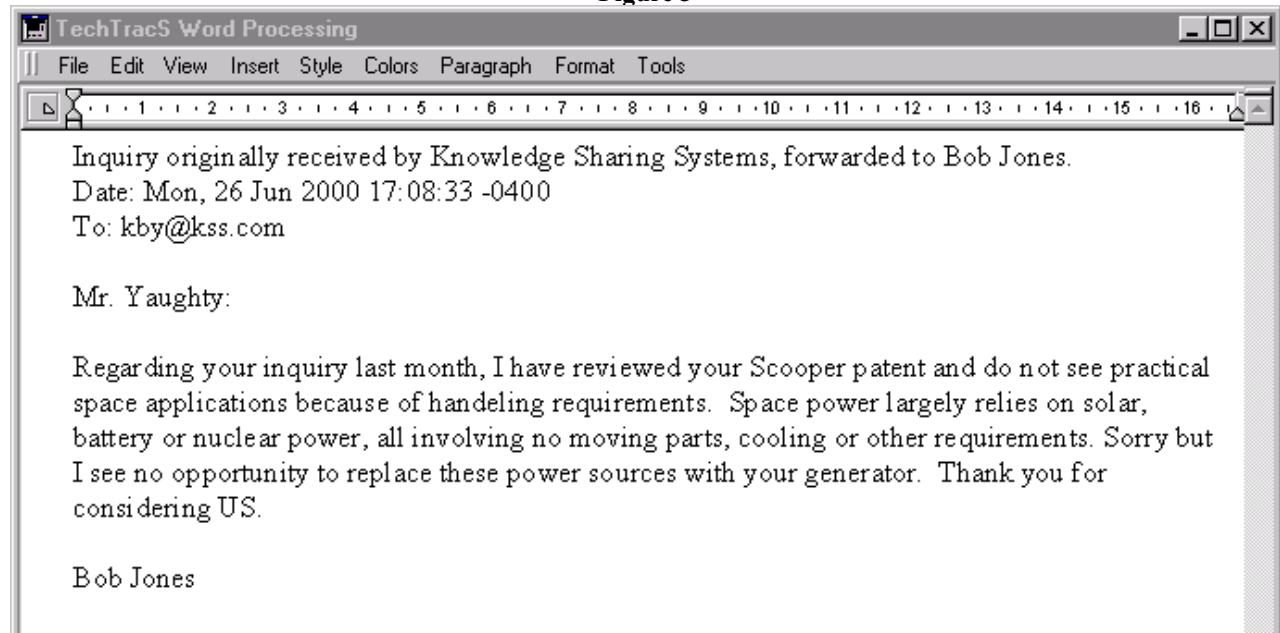 TechTracS Word Processing
File Edit View Insert Style Colors Paragraph Format Tools
1 2 3 4 5 6 7 8 9 10 11 12 13 14 15 16
Inquiry originally received by Knowledge Sharing Systems, forwarded to Bob Jones.
Date: Mon, 26 Jun 2000 17:08:33 -0400
To: kby@kss.com
Mr. Yaughty:
Regarding your inquiry last month, I have reviewed your Scooper patent and do not see practical
space applications because of handeling requirements. Space power largely relies on solar,
battery or nuclear power, all involving no moving parts, cooling or other requirements. Sorry but
I see no opportunity to replace these power sources with your generator. Thank you for
considering US.
Bob Jones